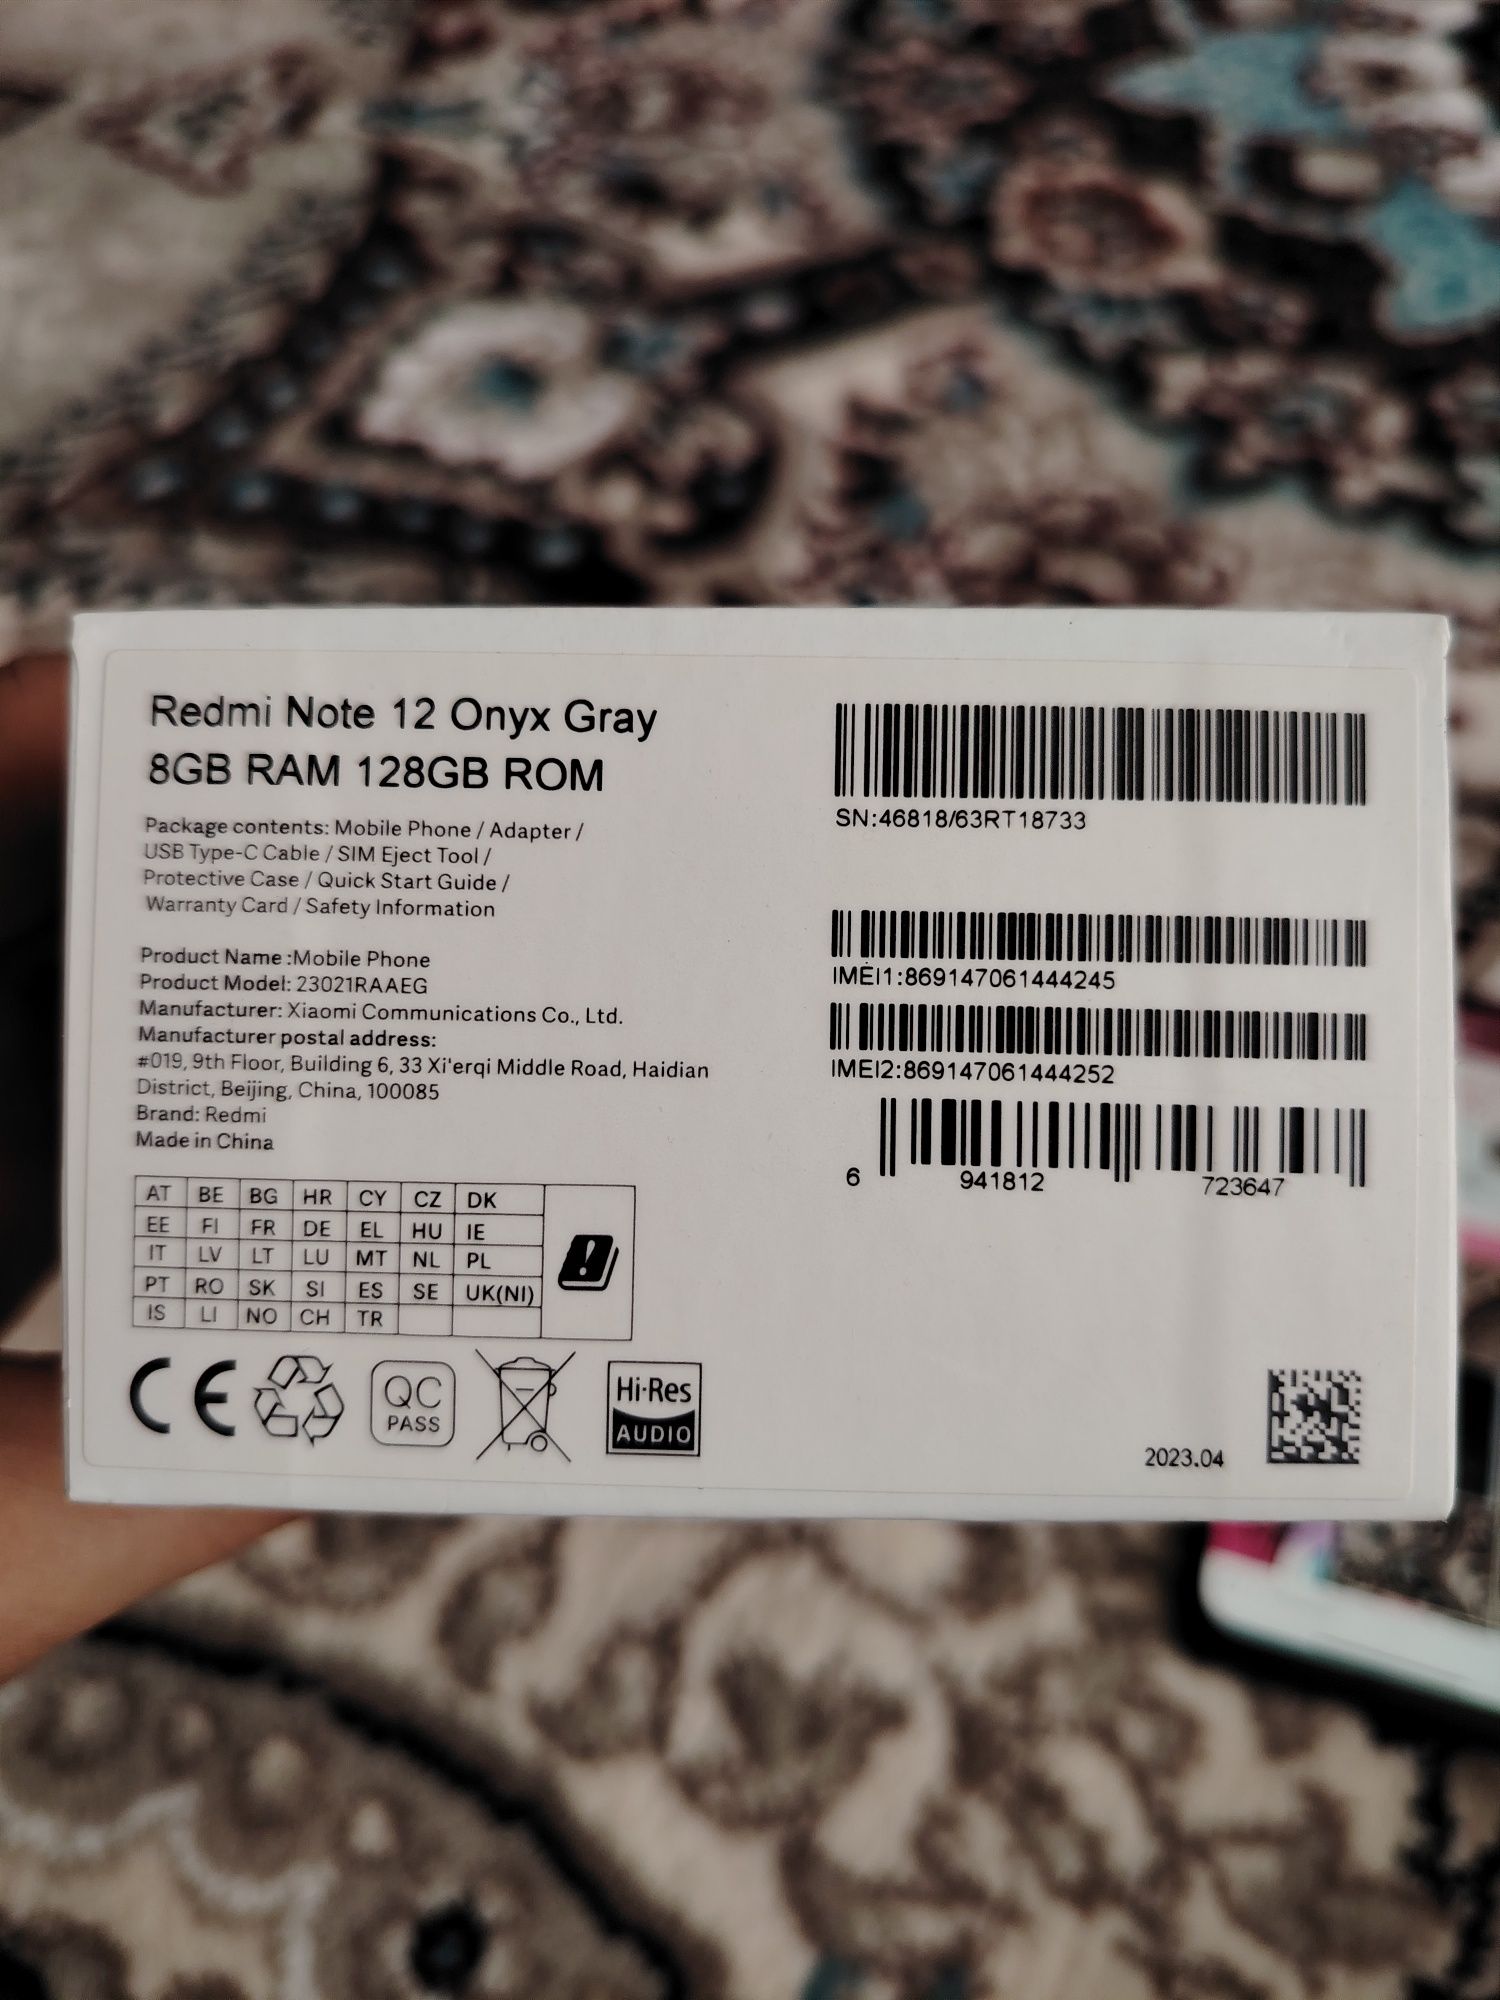 Redmi Note 12 Onyx Gray
8GB RAM 128GB ROM
Package contents: Mobile Phone / Adapter /
USB Type-C Cable / SIM Eject Tool /
Protective Case / Quick Start Guide /
Warranty Card / Safety Information
Product Name :Mobile Phone
Product Model: 23021RAAEG
Manufacturer: Xiaomi Communications Co., Ltd.
Manufacturer postal address:
#019, 9th Floor, Building 6, 33 Xi'erqi Middle Road, Haidian
District, Beijing, China, 100085
Brand: Redmi
Made in China
AT BE BG HR CY CZ DK
EE FI FR DE EL HU IE
IT LV LT LU MT NL PL
PT RO SK SI ES SE UK(NI)
IS LI NO CH TR
CE
QC
PASS
Hi-Res
AUDIO
SN:46818/63RT18733
IMEI1:869147061444245
IMEI2:869147061444252
6 941812 723647
2023.04